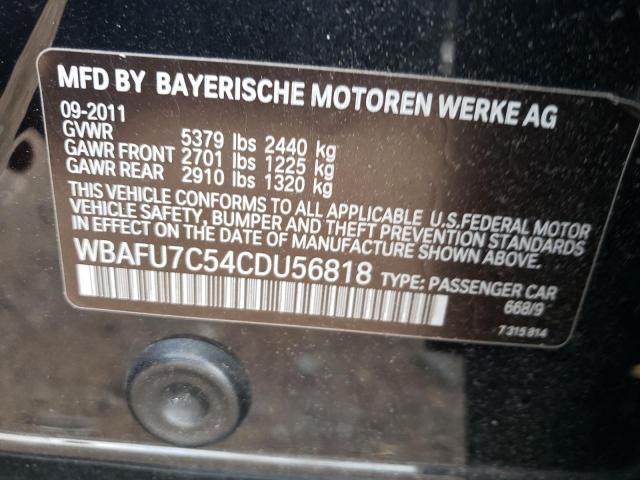 MFD BY BAYERISCHE MOTOREN WERKE AG
09-2011
GVWR 5379 lbs 2440 kg
GAWR FRONT 2701 lbs 1225 kg
GAWR REAR 2910 lbs 1320 kg
THIS VEHICLE CONFORMS TO ALL APPLICABLE U.S.FEDERAL MOTOR
VEHICLE SAFETY, BUMPER AND THEFT PREVENTION STANDARDS
IN EFFECT ON THE DATE OF MANUFACTURE SHOWN ABOVE.
WBAFU7C54CDU56818 TYPE: PASSENGER CAR
668/9
7 315 814